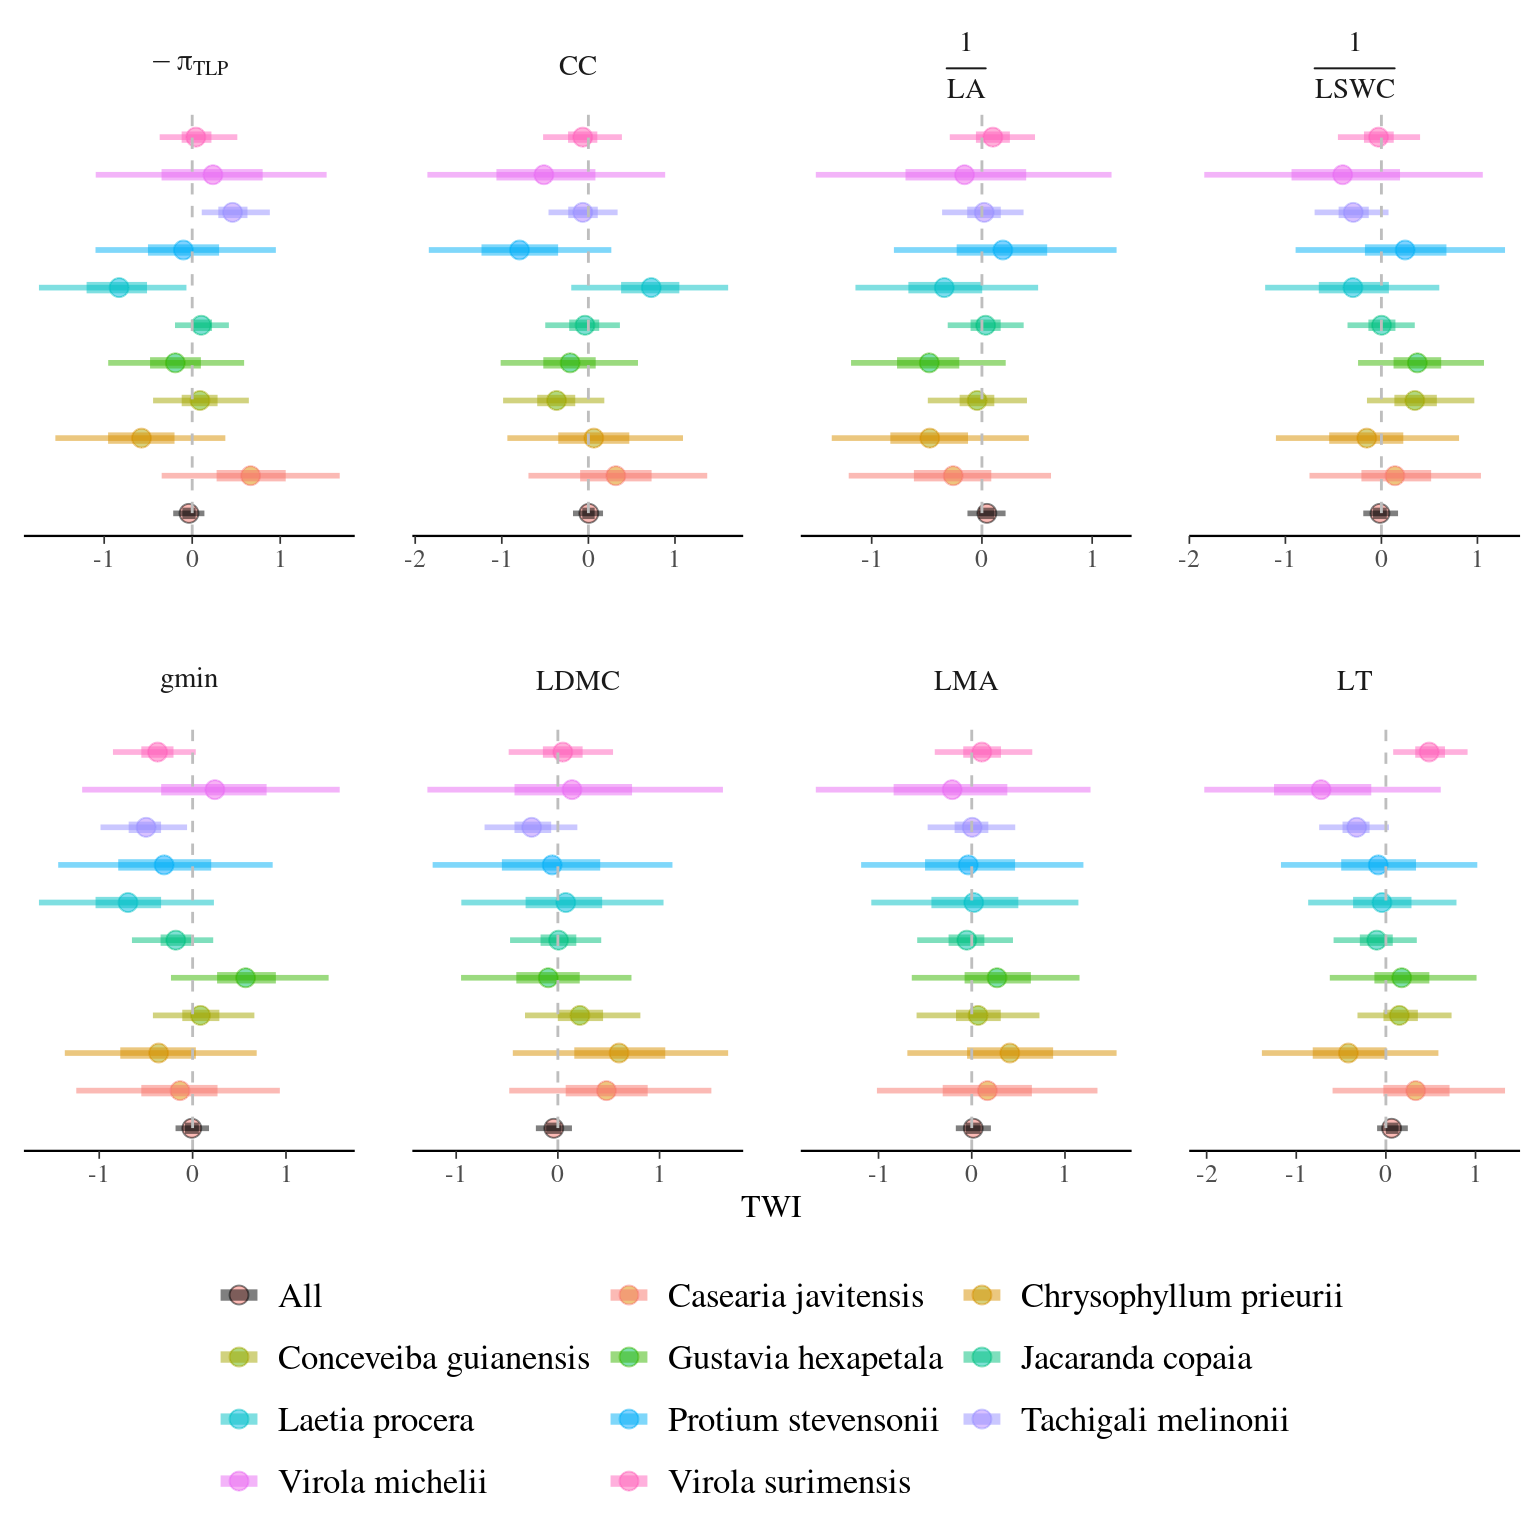 − πTLP CC 1/LA 1/LSWC
-1 0 1 -2 -1 0 1 -1 0 1 -2 -1 0 1
gmin LDMC LMA LT
-1 0 1 -1 0 1 -1 0 1 -2 -1 0 1
TWI
All Casearia javitensis Chrysophyllum prieurii
Conceveiba guianensis Gustavia hexapetala Jacaranda copaia
Laetia procera Protium stevensonii Tachigali melinonii
Virola michelii Virola surimensis